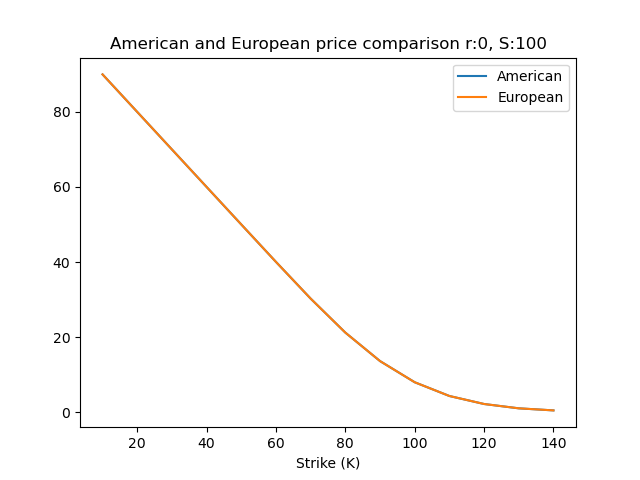 American and European price comparison r:0, S:100
American
European
80
60
40
20
0
20 40 60 80 100 120 140
Strike (K)